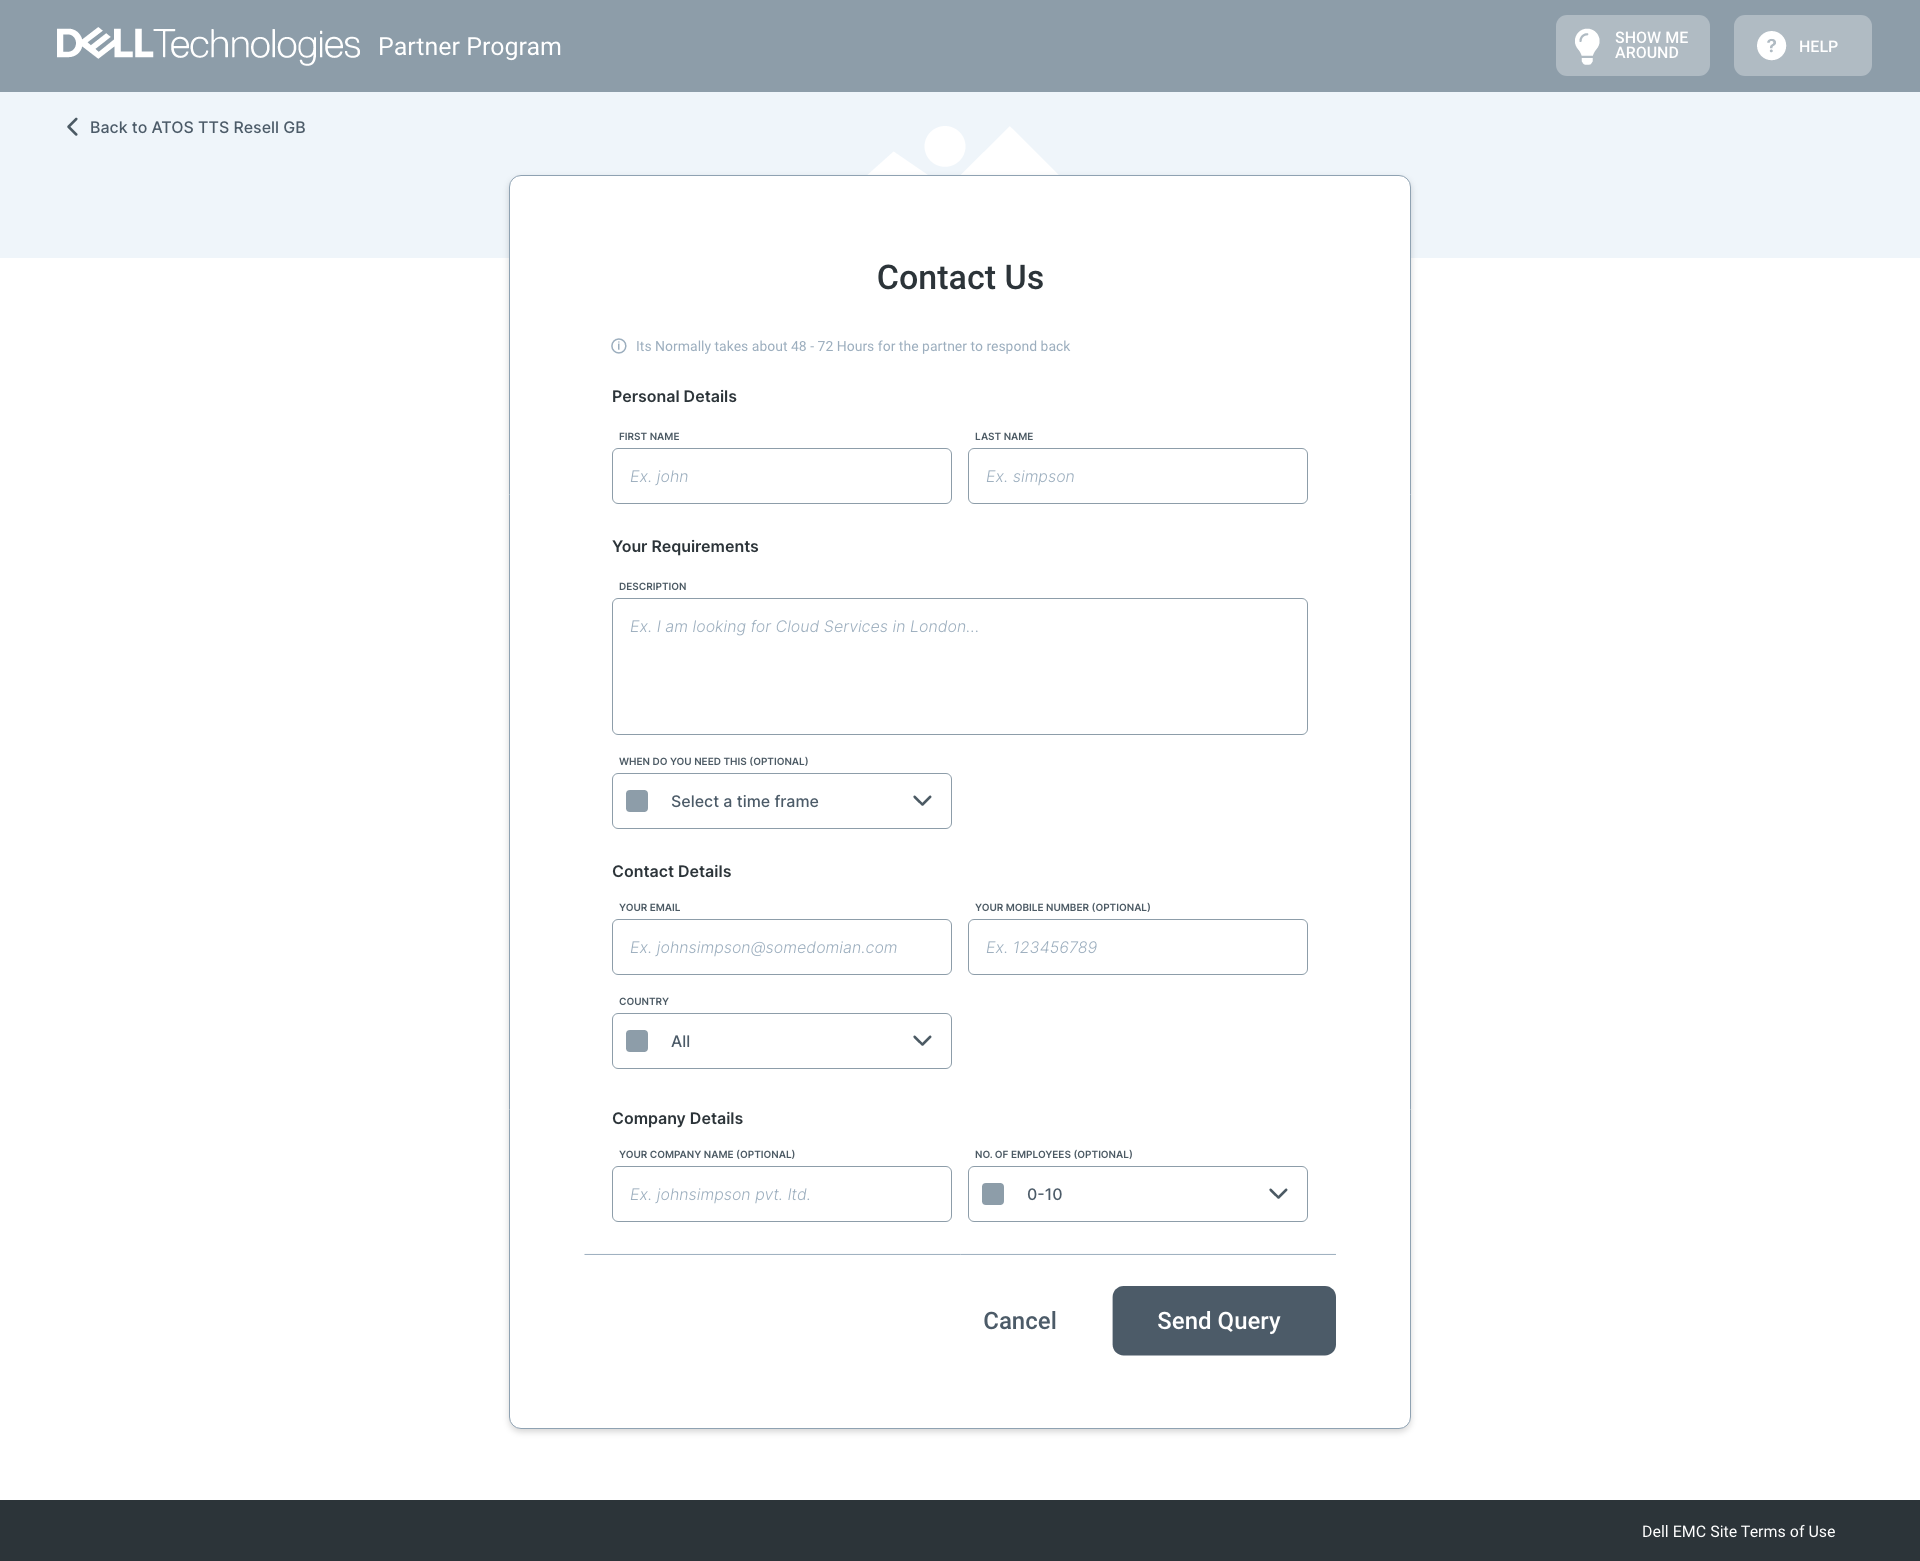 DELLTechnologies Partner Program
SHOW ME
AROUND
? HELP
Back to ATOS TTS Resell GB
Contact Us
Its Normally takes about 48 - 72 Hours for the partner to respond back
Personal Details
FIRST NAME
LAST NAME
Ex. john
Ex. simpson
Your Requirements
DESCRIPTION
Ex. I am looking for Cloud Services in London...
WHEN DO YOU NEED THIS (OPTIONAL)
Select a time frame
Contact Details
YOUR EMAIL
YOUR MOBILE NUMBER (OPTIONAL)
Ex. johnsimpson@somedomian.com
Ex. 123456789
COUNTRY
All
Company Details
YOUR COMPANY NAME (OPTIONAL)
NO. OF EMPLOYEES (OPTIONAL)
Ex. johnsimpson pvt. ltd.
0-10
Cancel
Send Query
Dell EMC Site Terms of Use